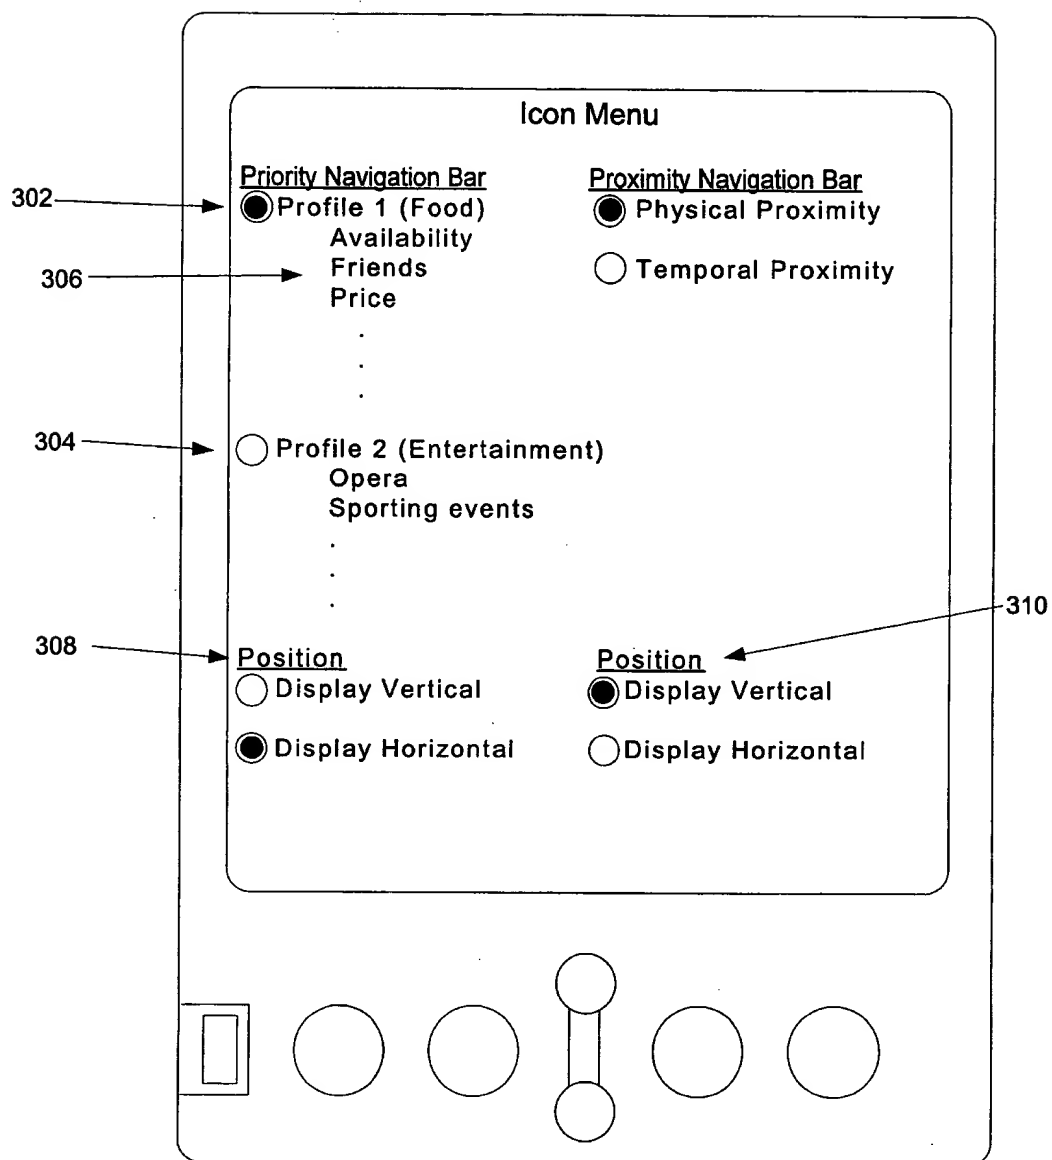 Icon Menu
Priority Navigation Bar
302
Profile 1 (Food)
Availability
306
Friends
Price
.
.
.
304
Profile 2 (Entertainment)
Opera
Sporting events
.
.
.
308
Position
Display Vertical
Display Horizontal
Proximity Navigation Bar
Physical Proximity
Temporal Proximity
310
Position
Display Vertical
Display Horizontal